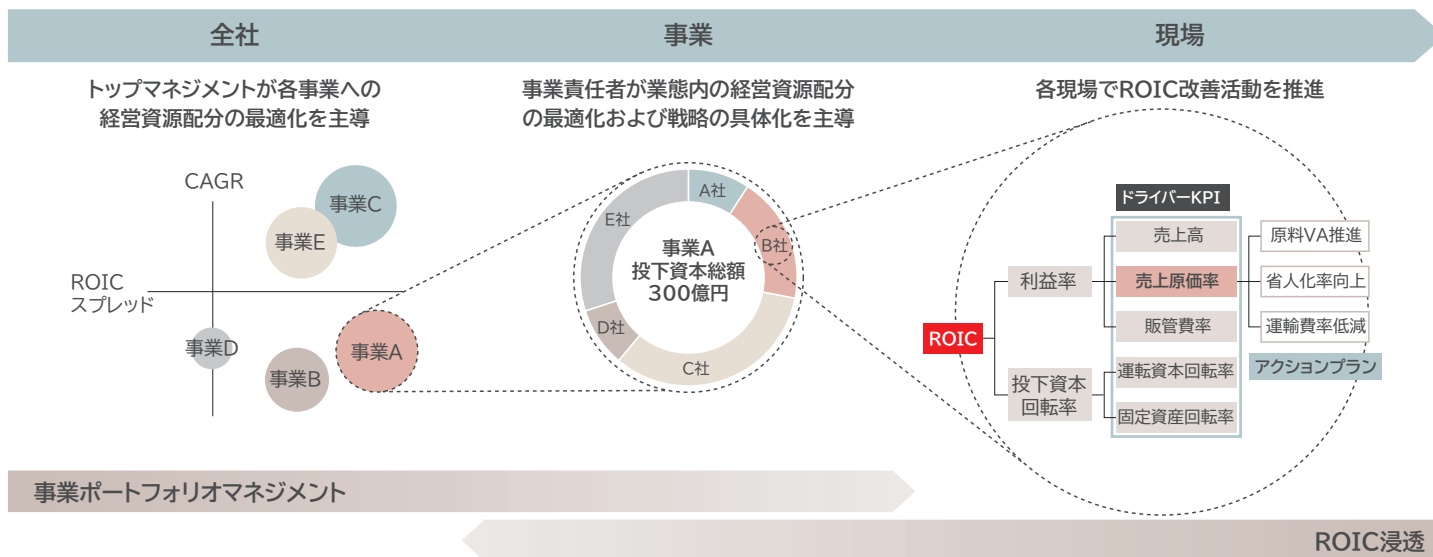 全社
事業
現場
トップマネジメントが各事業への
経営資源配分の最適化を主導
事業責任者が業態内の経営資源配分
の最適化および戦略の具体化を主導
各現場でROIC改善活動を推進
CAGR
ROIC
スプレッド
事業C
事業E
事業D
事業B
事業A
A社
B社
C社
D社
E社
事業A
投下資本総額
300億円
ROIC
利益率
投下資本
回転率
ドライバーKPI
売上高
売上原価率
販管費率
運転資本回転率
固定資産回転率
原料VA推進
省人化率向上
運輸費率低減
アクションプラン
事業ポートフォリオマネジメント
ROIC浸透